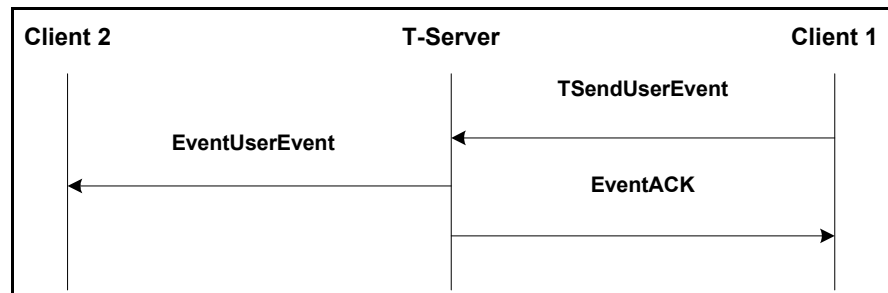 Client 2
T-Server
Client 1
TSendUserEvent
EventUserEvent
EventACK